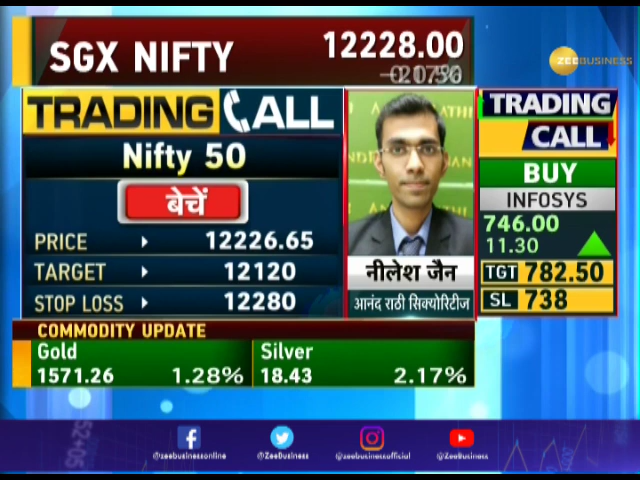 SGX NIFTY
12228.00
ZEEBUSINESS
TRADING CALL
Nifty 50
बेचें
PRICE 12226.65
TARGET 12120
STOP LOSS 12280
नीलेश जैन
आनंद राठी सिक्योरिटीज
TRADING
CALL
BUY
INFOSYS
746.00
11.30
TGT 782.50
SL 738
COMMODITY UPDATE
Gold
1571.26 1.28%
Silver
18.43 2.17%
@zeebusinessonline
@ZeeBusiness
@zeebusinessofficial
@ZeeBusiness